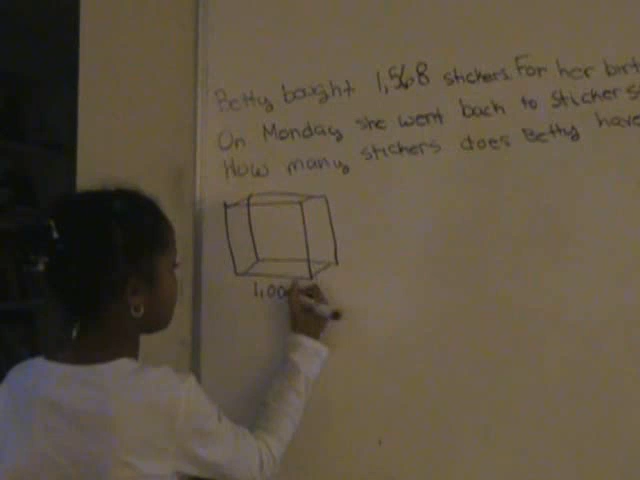 Betty bought 1,568 stickers. For her birt
On Monday she went back to sticker s
How many stickers does Betty have
1,00